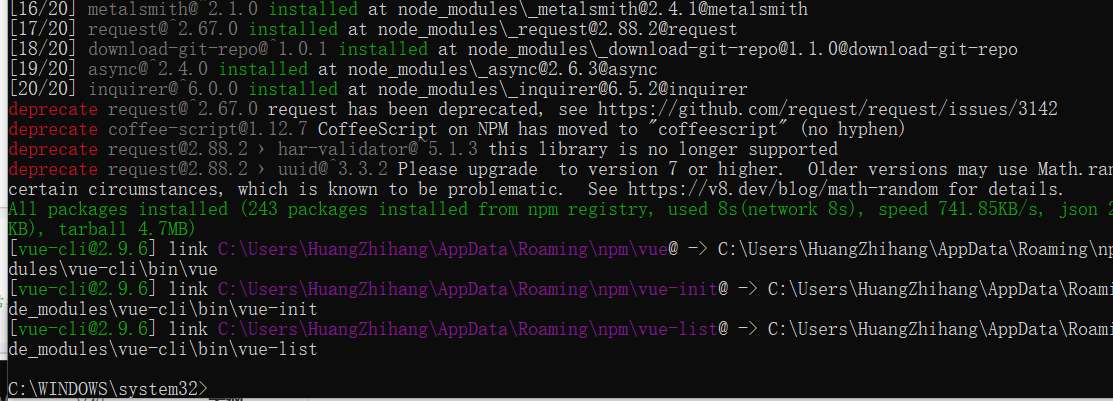 [16/20] metalsmith@^2.1.0 installed at node_modules\_metalsmith@2.4.1@metalsmith
[17/20] request@^2.67.0 installed at node_modules\_request@2.88.2@request
[18/20] download-git-repo@^1.0.1 installed at node_modules\_download-git-repo@1.1.0@download-git-repo
[19/20] async@^2.4.0 installed at node_modules\_async@2.6.3@async
[20/20] inquirer@^6.0.0 installed at node_modules\_inquirer@6.5.2@inquirer
deprecate request@^2.67.0 request has been deprecated, see https://github.com/request/request/issues/3142
deprecate coffee-script@1.12.7 CoffeeScript on NPM has moved to "coffeescript" (no hyphen)
deprecate request@2.88.2 › har-validator@~5.1.3 this library is no longer supported
deprecate request@2.88.2 › uuid@^3.3.2 Please upgrade  to version 7 or higher.  Older versions may use Math.ran
certain circumstances, which is known to be problematic.  See https://v8.dev/blog/math-random for details.
All packages installed (243 packages installed from npm registry, used 8s(network 8s), speed 741.85KB/s, json 2
KB), tarball 4.7MB)
[vue-cli@2.9.6] link C:\Users\HuangZhihang\AppData\Roaming\npm\vue@ -> C:\Users\HuangZhihang\AppData\Roaming\np
dules\vue-cli\bin\vue
[vue-cli@2.9.6] link C:\Users\HuangZhihang\AppData\Roaming\npm\vue-init@ -> C:\Users\HuangZhihang\AppData\Roami
de_modules\vue-cli\bin\vue-init
[vue-cli@2.9.6] link C:\Users\HuangZhihang\AppData\Roaming\npm\vue-list@ -> C:\Users\HuangZhihang\AppData\Roami
de_modules\vue-cli\bin\vue-list
C:\WINDOWS\system32>